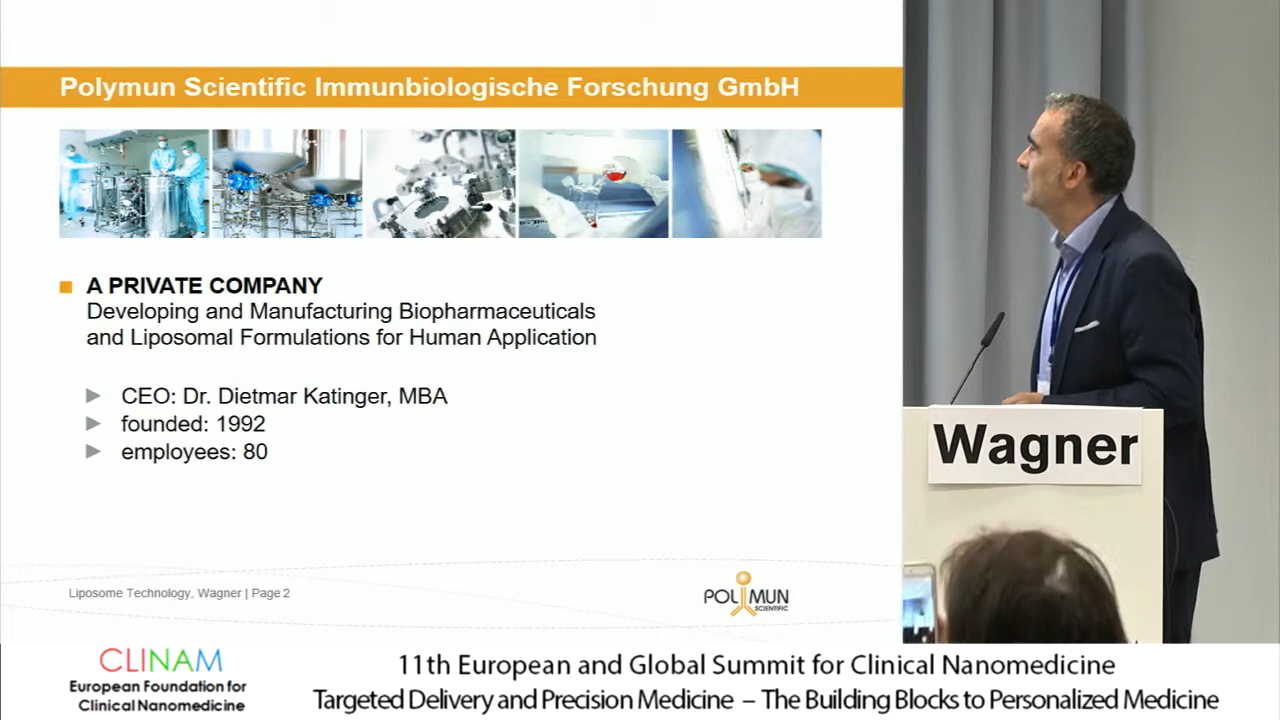 Polymun Scientific Immunbiologische Forschung GmbH
A PRIVATE COMPANY
Developing and Manufacturing Biopharmaceuticals
and Liposomal Formulations for Human Application
CEO: Dr. Dietmar Katinger, MBA
founded: 1992
employees: 80
Liposome Technology, Wagner | Page 2
POLYMUN
SCIENTIFIC
Wagner
CLINAM
European Foundation for
Clinical Nanomedicine
11th European and Global Summit for Clinical Nanomedicine
Targeted Delivery and Precision Medicine – The Building Blocks to Personalized Medicine